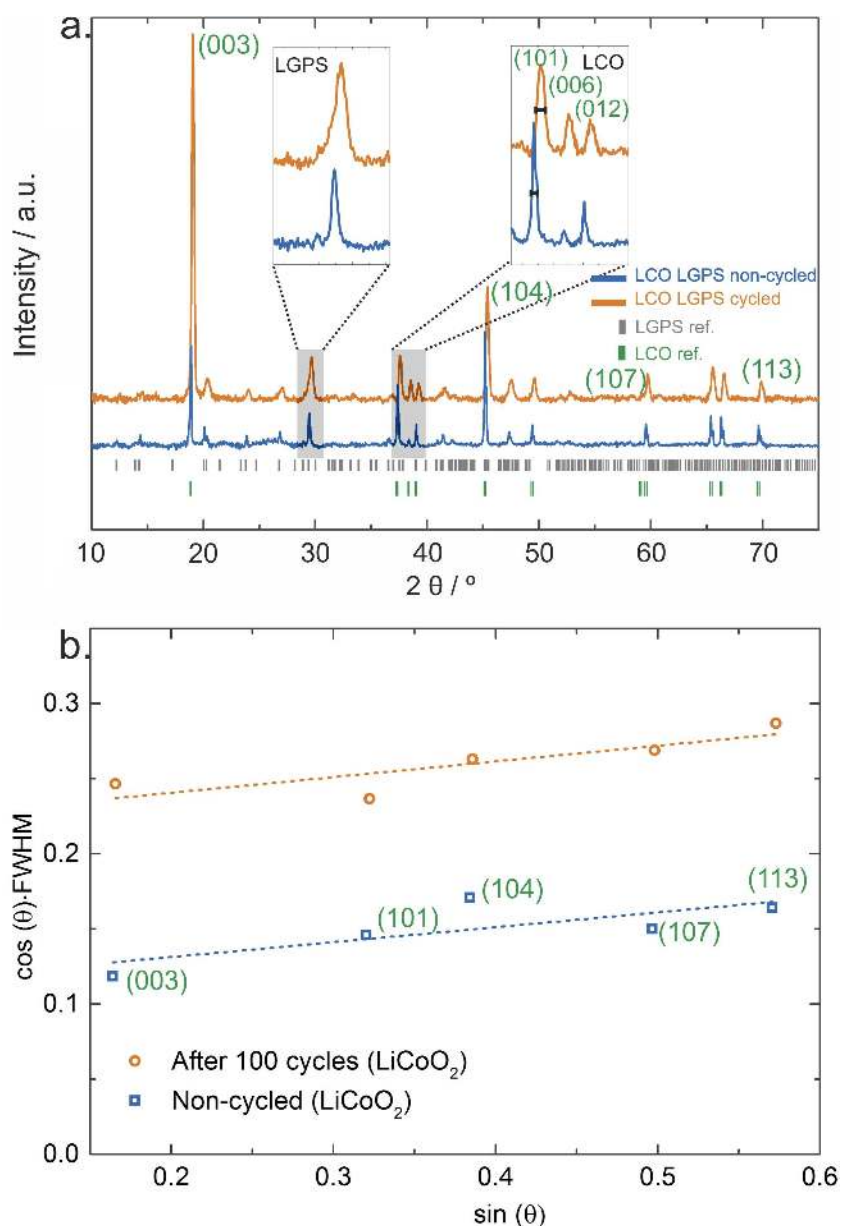 a.
(003)
LGPS
(101)
LCO
(006)
(012)
LCO LGPS non-cycled
(104)
LCO LGPS cycled
LGPS ref.
LCO ref.
(107)
(113)
Intensity / a.u.
10 20 30 40 50 60 70
2 θ / º
b.
0.3
0.2
0.1
0.0
cos (θ)·FWHM
(003)
(101)
(104)
(107)
(113)
After 100 cycles (LiCoO₂)
Non-cycled (LiCoO₂)
0.2 0.3 0.4 0.5 0.6
sin (θ)